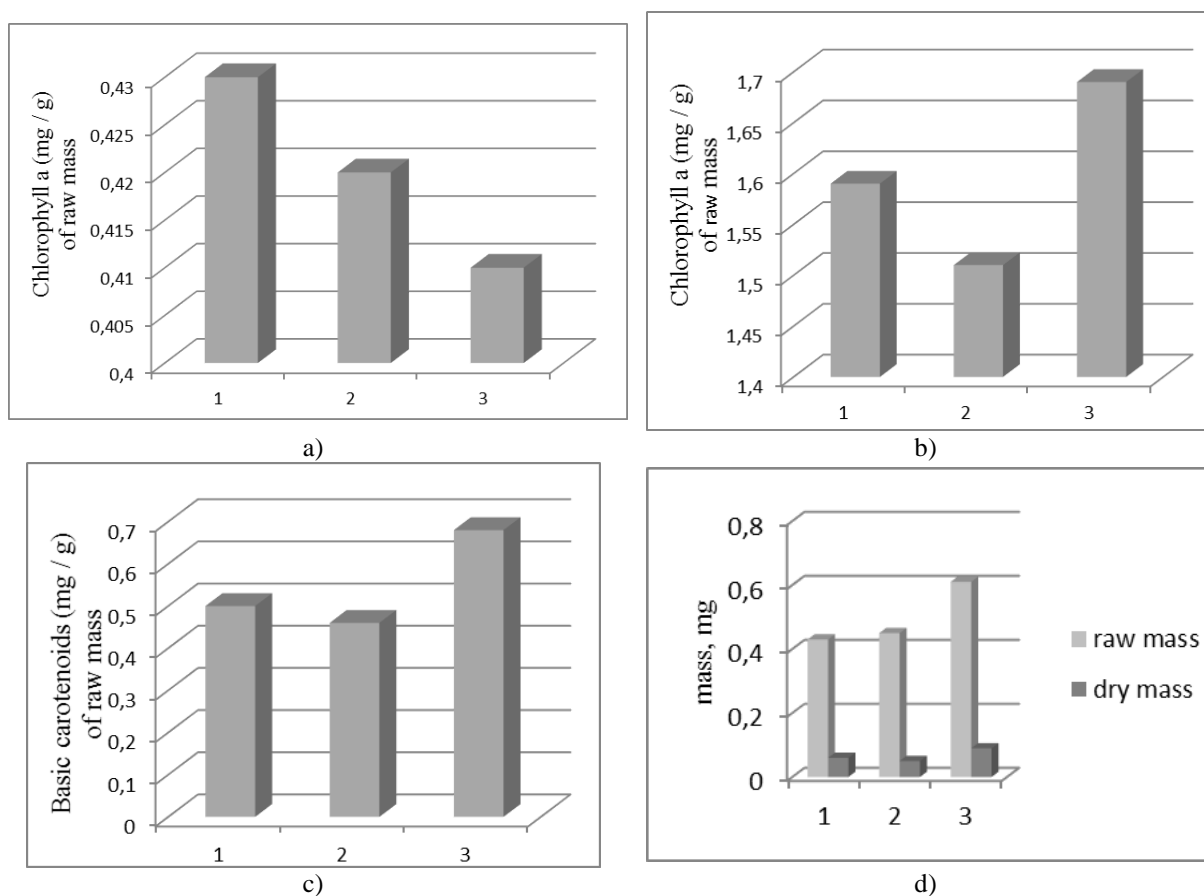 Chlorophyll a (mg / g)
of raw mass
0,43
0,425
0,42
0,415
0,41
0,405
0,4
1 2 3
a)
Chlorophyll a (mg / g)
of raw mass
1,7
1,65
1,6
1,55
1,5
1,45
1,4
1 2 3
b)
Basic carotenoids (mg / g)
of raw mass
0,7
0,6
0,5
0,4
0,3
0,2
0,1
0
1 2 3
c)
mass, mg
0,8
0,6
0,4
0,2
0
1 2 3
raw mass
dry mass
d)